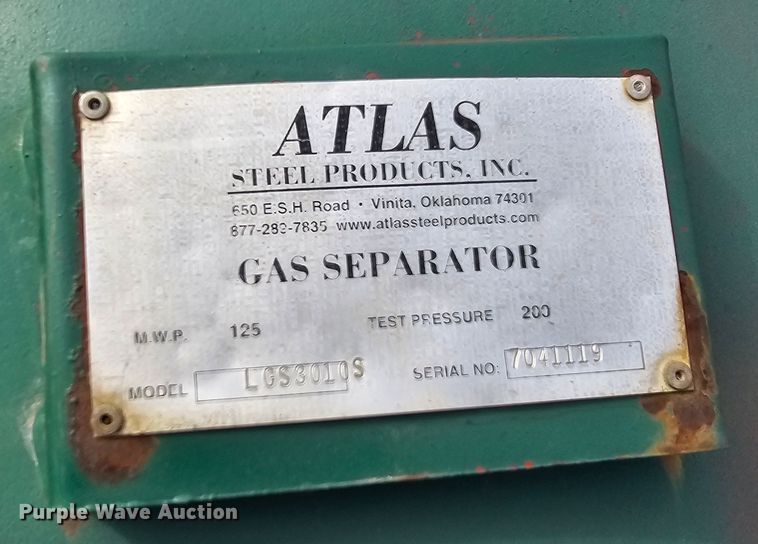 ATLAS
STEEL PRODUCTS, INC.
650 E.S.H. Road • Vinita, Oklahoma 74301
877-283-7835 www.atlassteelproducts.com
GAS SEPARATOR
M.W.P. 125 TEST PRESSURE 200
MODEL LGS3010S SERIAL NO: 7041119
Purple Wave Auction